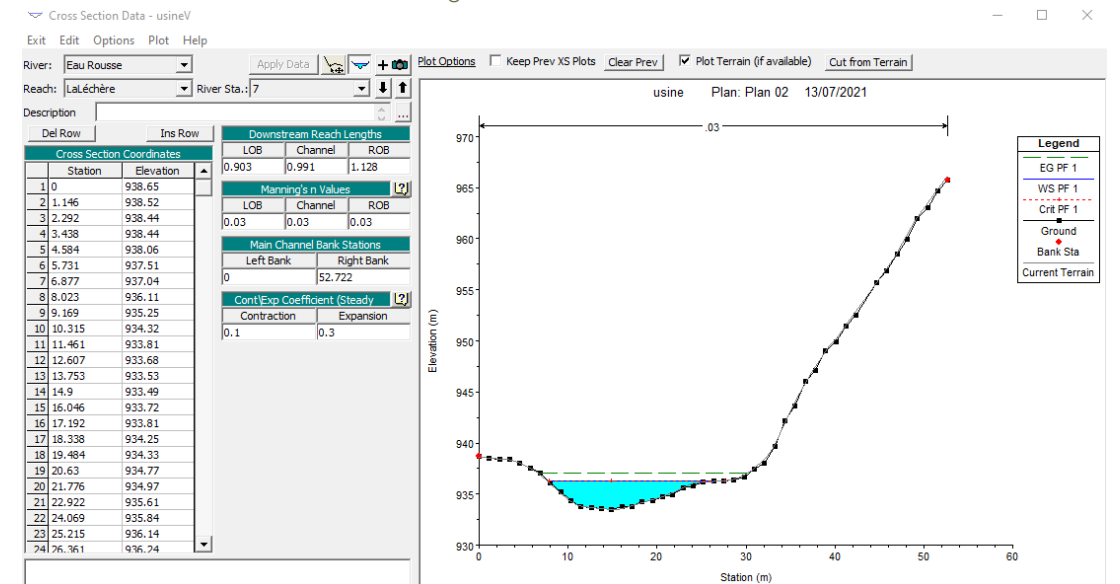 Cross Section Data - usineV
Exit Edit Options Plot Help
River: Eau Rousse
Apply Data
Reach: LaLéchère River Sta.: 7
Description
...
Del Row Ins Row
Cross Section Coordinates
Station Elevation
1 0 938.65
2 1.146 938.52
3 2.292 938.44
4 3.438 938.44
5 4.584 938.06
6 5.731 937.51
7 6.877 937.04
8 8.023 936.11
9 9.169 935.25
10 10.315 934.32
11 11.461 933.81
12 12.607 933.68
13 13.753 933.53
14 14.9 933.49
15 16.046 933.72
16 17.192 933.81
17 18.338 934.25
18 19.484 934.33
19 20.63 934.77
20 21.776 934.97
21 22.922 935.61
22 24.069 935.84
23 25.215 936.14
24 26.361 936.24
Downstream Reach Lengths
LOB Channel ROB
0.903 0.991 1.128
Manning's n Values
LOB Channel ROB
0.03 0.03 0.03
Main Channel Bank Stations
Left Bank Right Bank
0 52.722
Cont\Exp Coefficient (Steady
Contraction Expansion
0.1 0.3
Plot Options Keep Prev XS Plots Clear Prev Plot Terrain (if available) Cut from Terrain
usine Plan: Plan 02 13/07/2021
.03
Elevation (m)
970
965
960
955
950
945
940
935
930
0 10 20 30 40 50 60
Station (m)
Legend
EG PF 1
WS PF 1
Crit PF 1
Ground
Bank Sta
Current Terrain